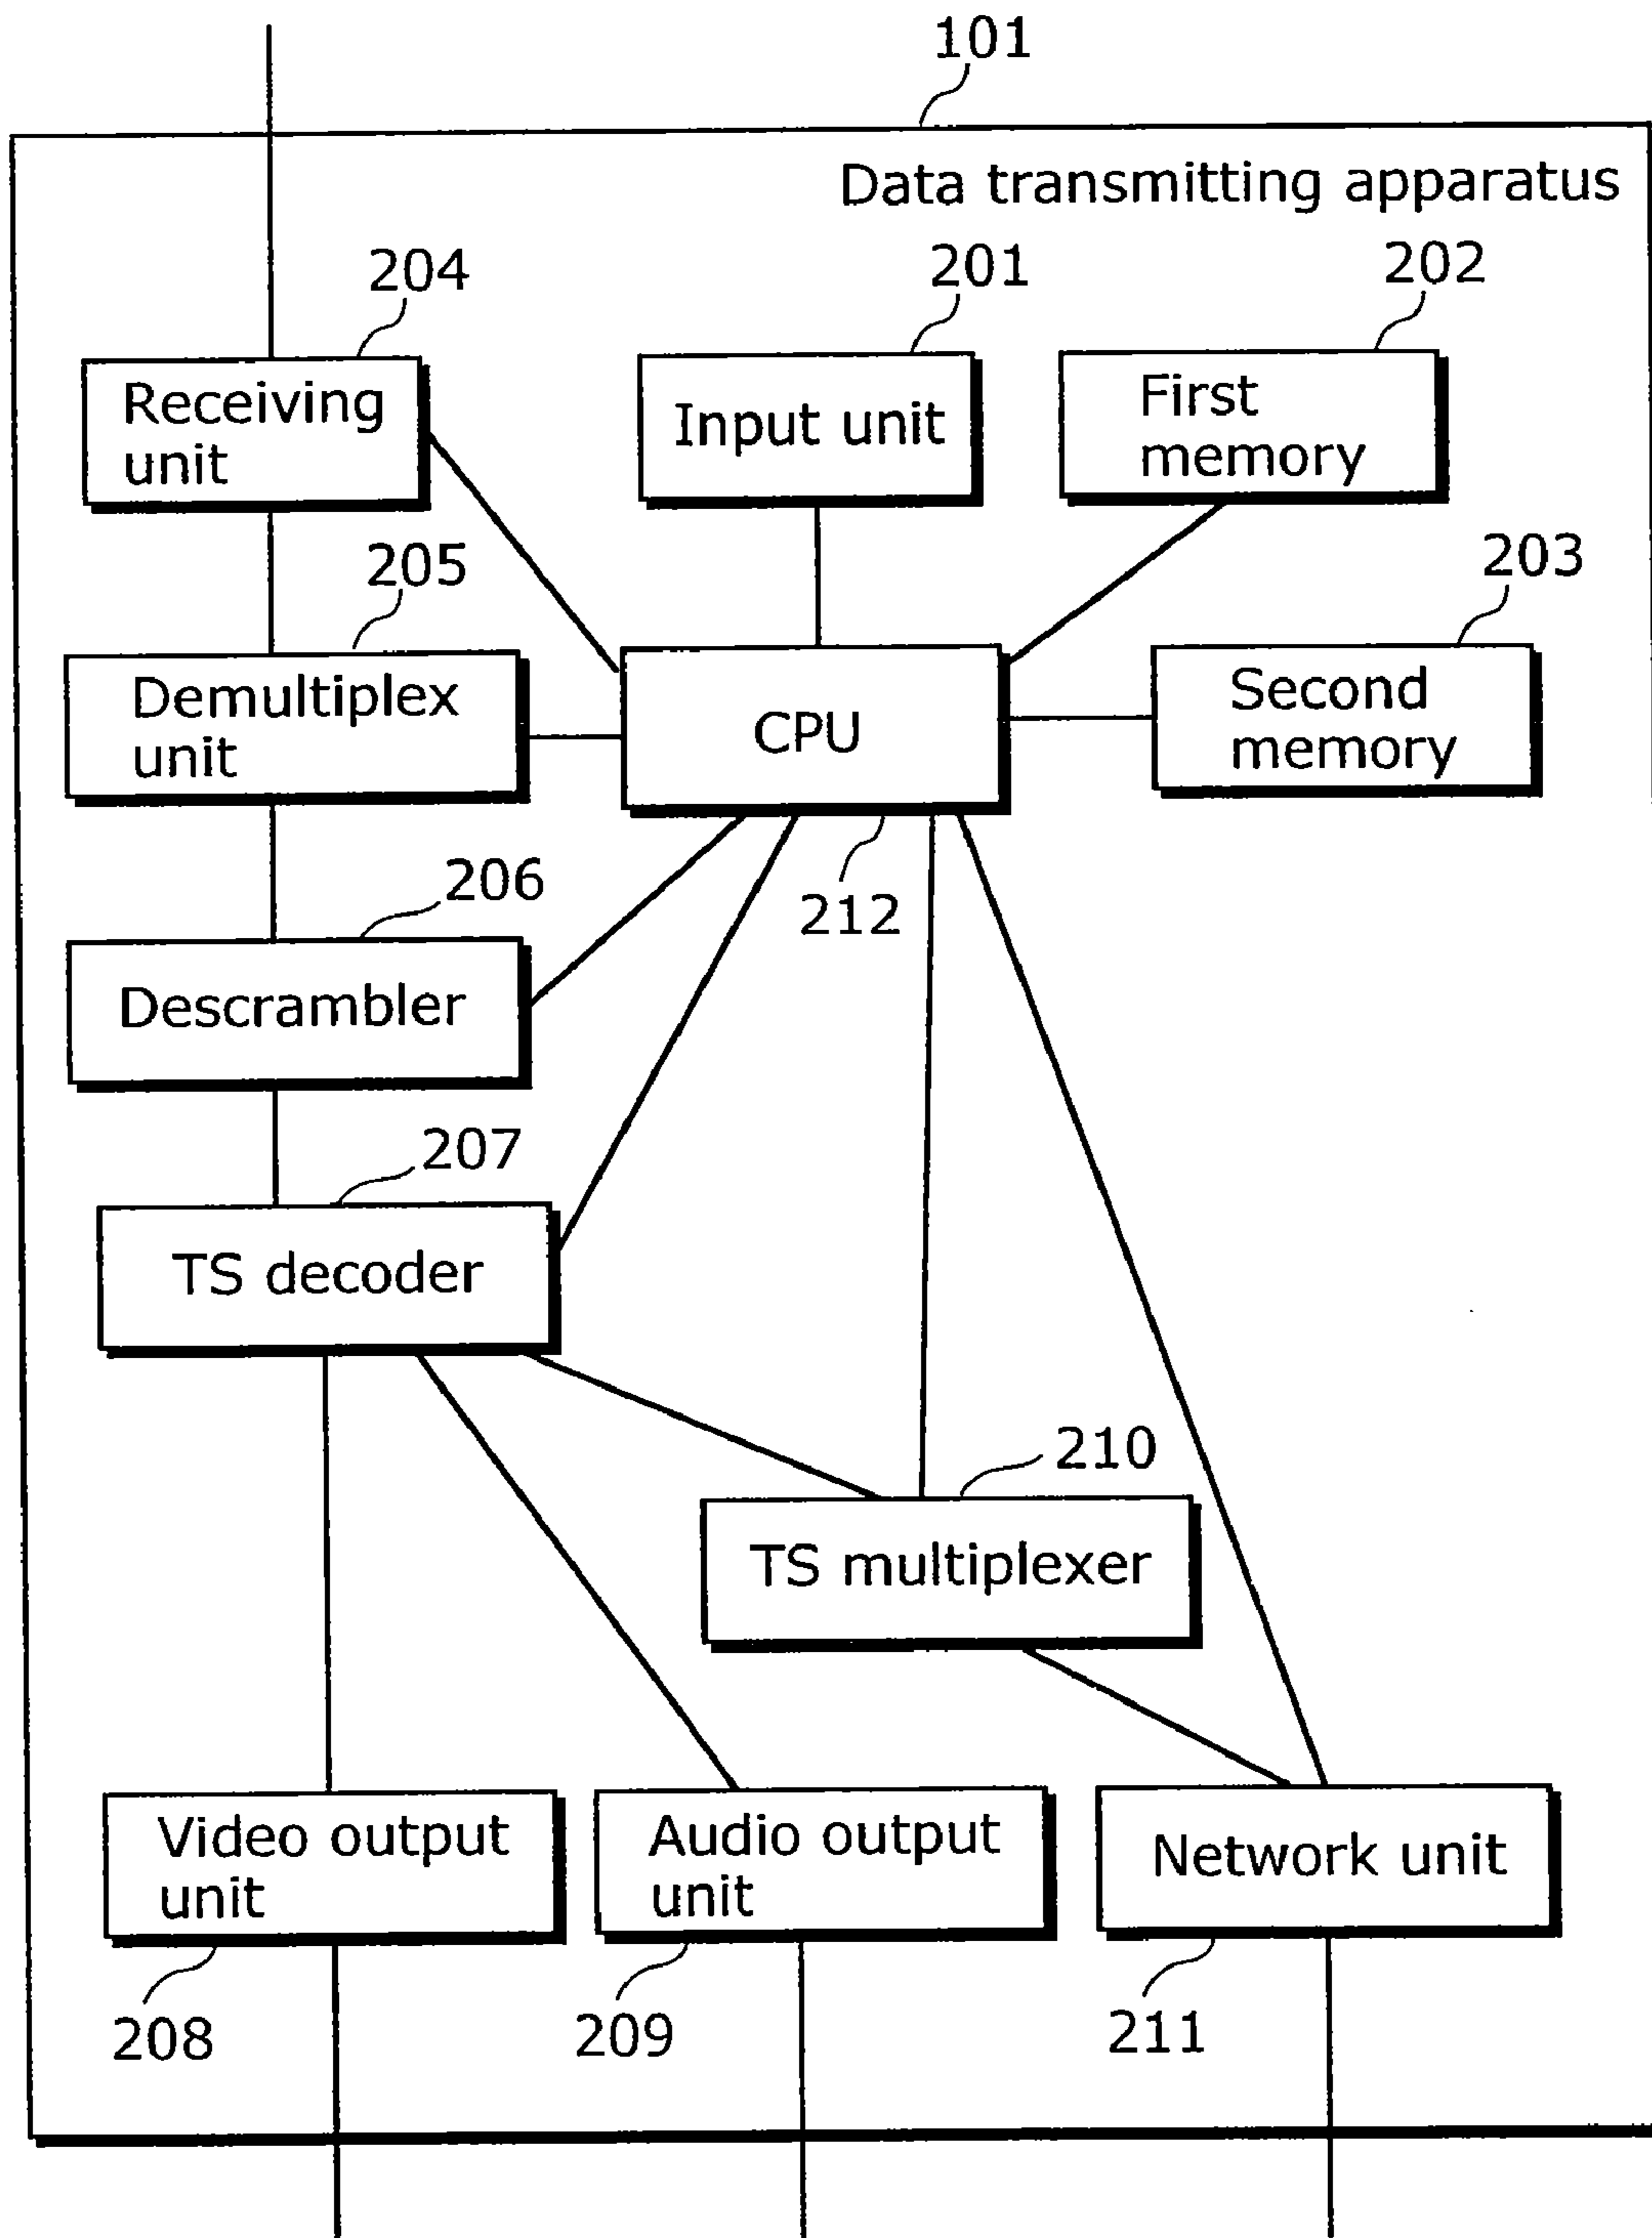 101
Data transmitting apparatus
204
201
202
Receiving
unit
Input unit
First
memory
205
203
Demultiplex
unit
CPU
Second
memory
206
212
Descrambler
207
TS decoder
210
TS multiplexer
Video output
unit
Audio output
unit
Network unit
208
209
211